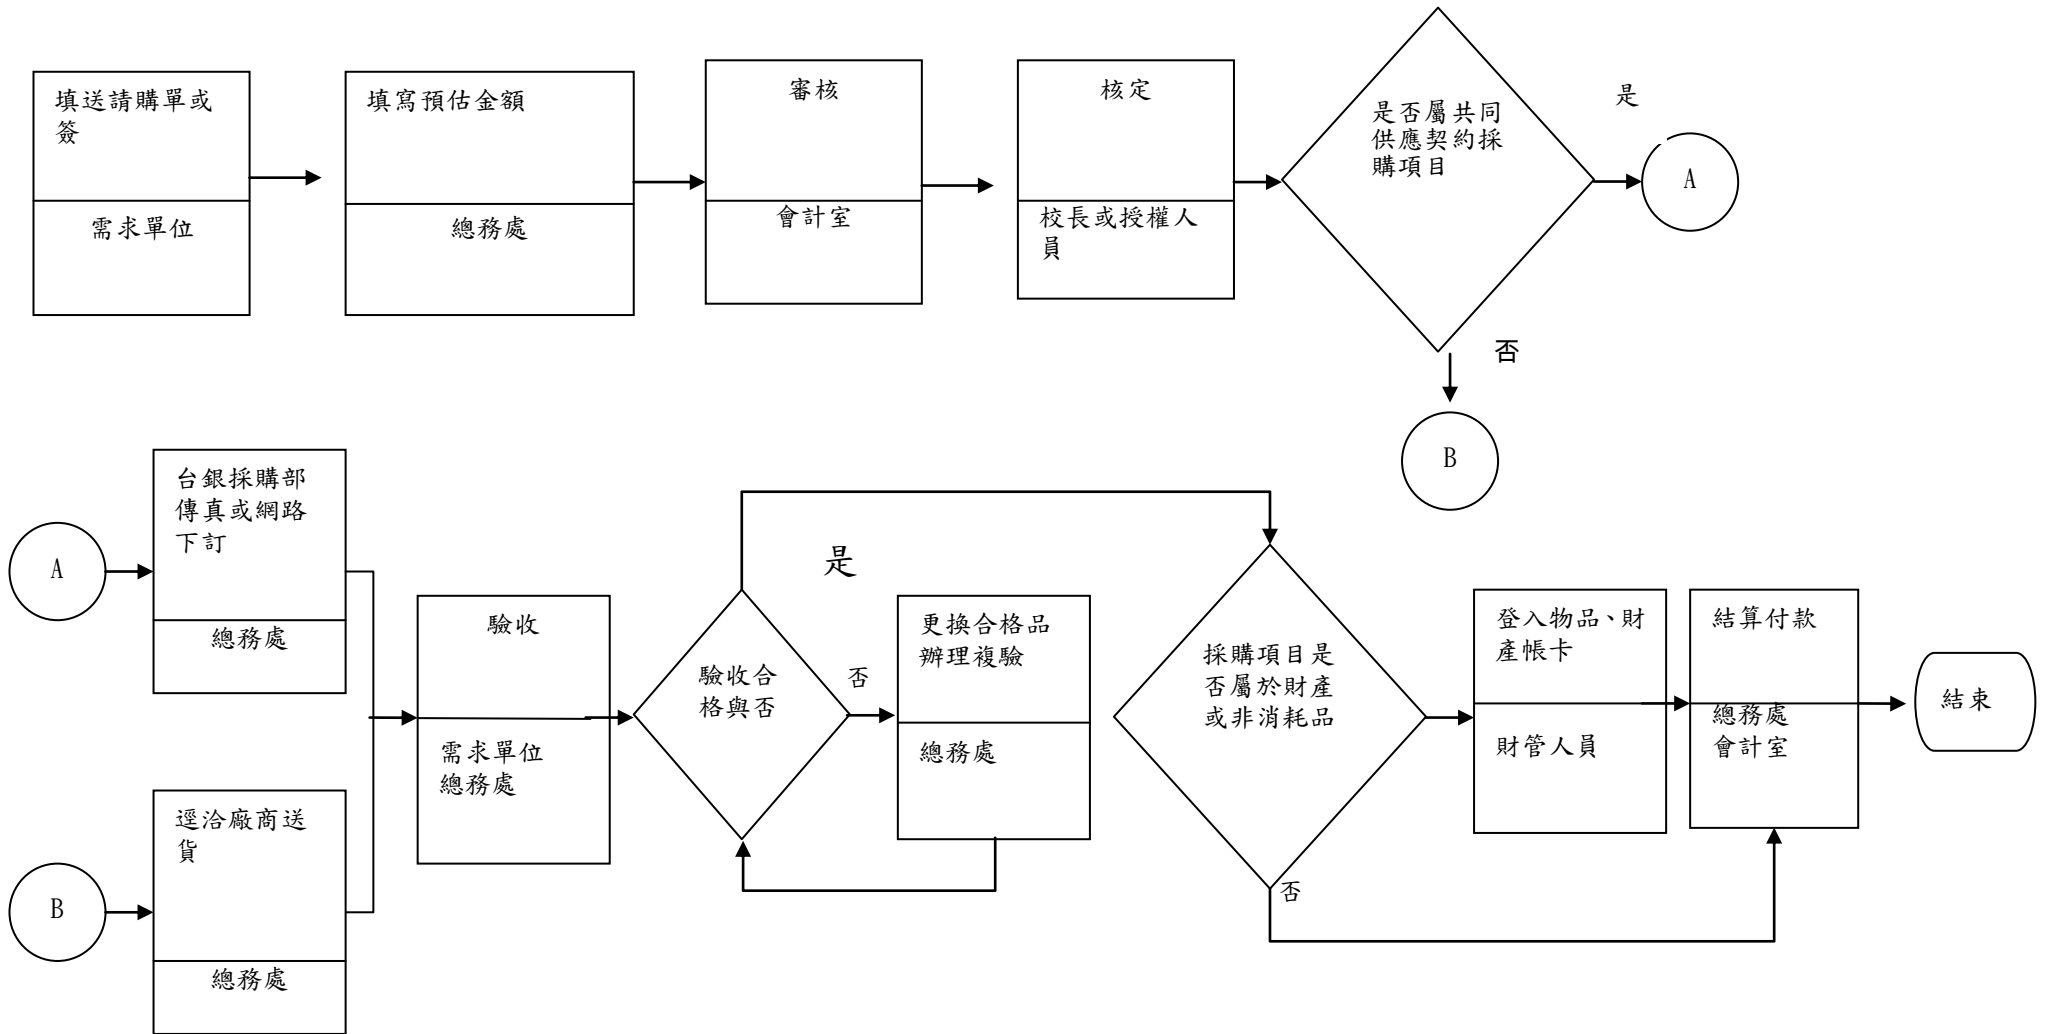 填送請購單或
簽
需求單位
填寫預估金額
總務處
審核
會計室
核定
校長或授權人
員
是否屬共同
供應契約採
購項目
是
A
否
B
A
台銀採購部
傳真或網路
下訂
總務處
B
逕洽廠商送
貨
總務處
驗收
需求單位
總務處
驗收合
格與否
是
否
更換合格品
辦理複驗
總務處
採購項目是
否屬於財產
或非消耗品
否
登入物品、財
產帳卡
財管人員
結算付款
總務處
會計室
結束